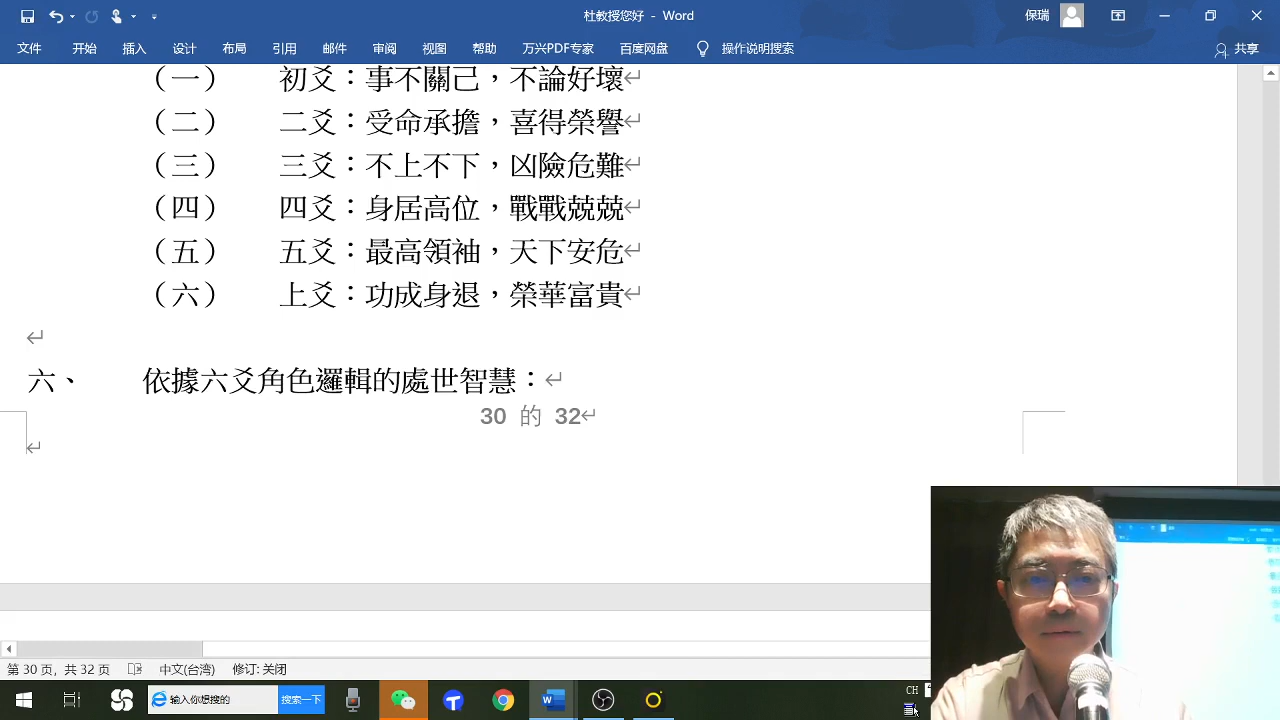 杜教授您好 - Word
保瑞
文件 开始 插入 设计 布局 引用 邮件 审阅 视图 帮助 万兴PDF专家 百度网盘 操作说明搜索 共享
（一） 初爻：事不關己，不論好壞
（二） 二爻：受命承擔，喜得榮譽
（三） 三爻：不上不下，凶險危難
（四） 四爻：身居高位，戰戰兢兢
（五） 五爻：最高領袖，天下安危
（六） 上爻：功成身退，榮華富貴
六、 依據六爻角色邏輯的處世智慧：
30 的 32
第 30 页，共 32 页 中文(台湾) 修订: 关闭
输入你想搜的 搜索一下
CH